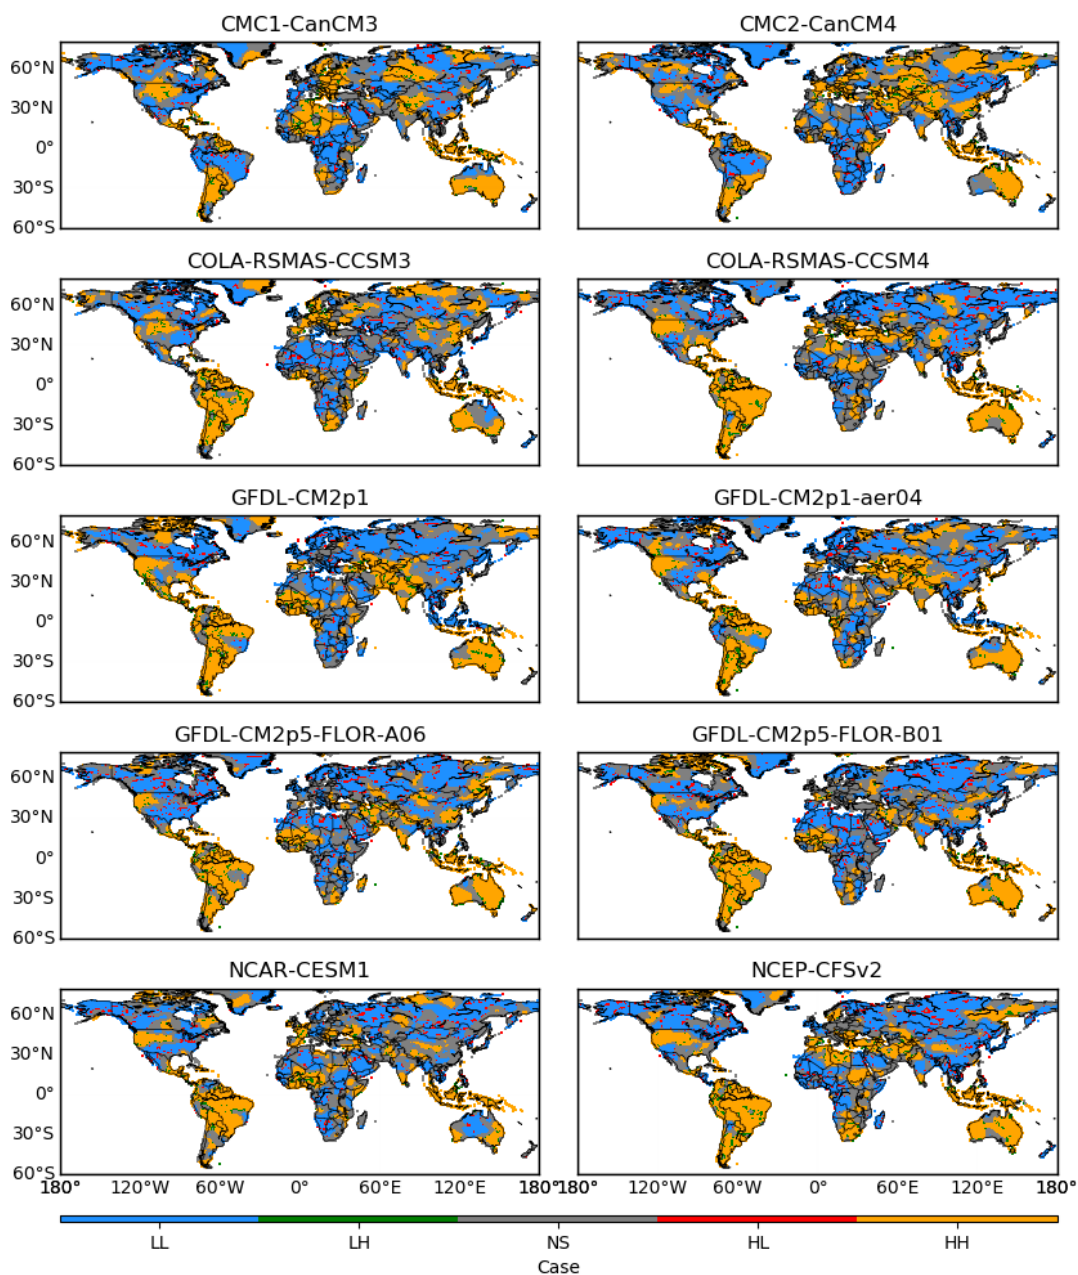 CMC1-CanCM3 CMC2-CanCM4
60°N
30°N
0°
30°S
60°S
COLA-RSMAS-CCSM3 COLA-RSMAS-CCSM4
60°N
30°N
0°
30°S
60°S
GFDL-CM2p1 GFDL-CM2p1-aer04
60°N
30°N
0°
30°S
60°S
GFDL-CM2p5-FLOR-A06 GFDL-CM2p5-FLOR-B01
60°N
30°N
0°
30°S
60°S
NCAR-CESM1 NCEP-CFSv2
60°N
30°N
0°
30°S
60°S
180° 120°W 60°W 0° 60°E 120°E 180° 180° 120°W 60°W 0° 60°E 120°E 180°
LL LH NS HL HH
Case